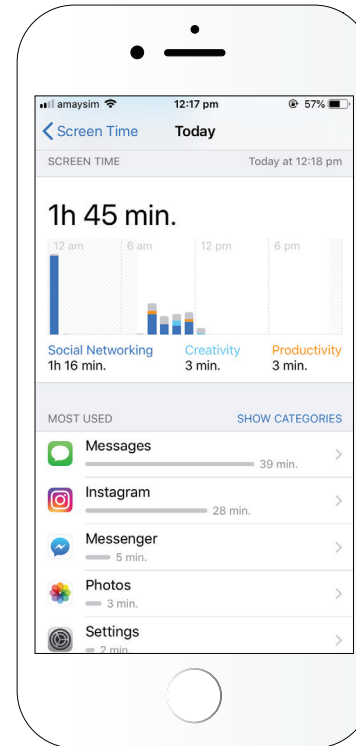 amaysim 12:17 pm 57%
Screen Time Today
SCREEN TIME Today at 12:18 pm
1h 45 min.
12 am 6 am 12 pm 6 pm
Social Networking Creativity Productivity
1h 16 min. 3 min. 3 min.
MOST USED SHOW CATEGORIES
Messages
39 min.
Instagram
28 min.
Messenger
5 min.
Photos
3 min.
Settings
2 min.